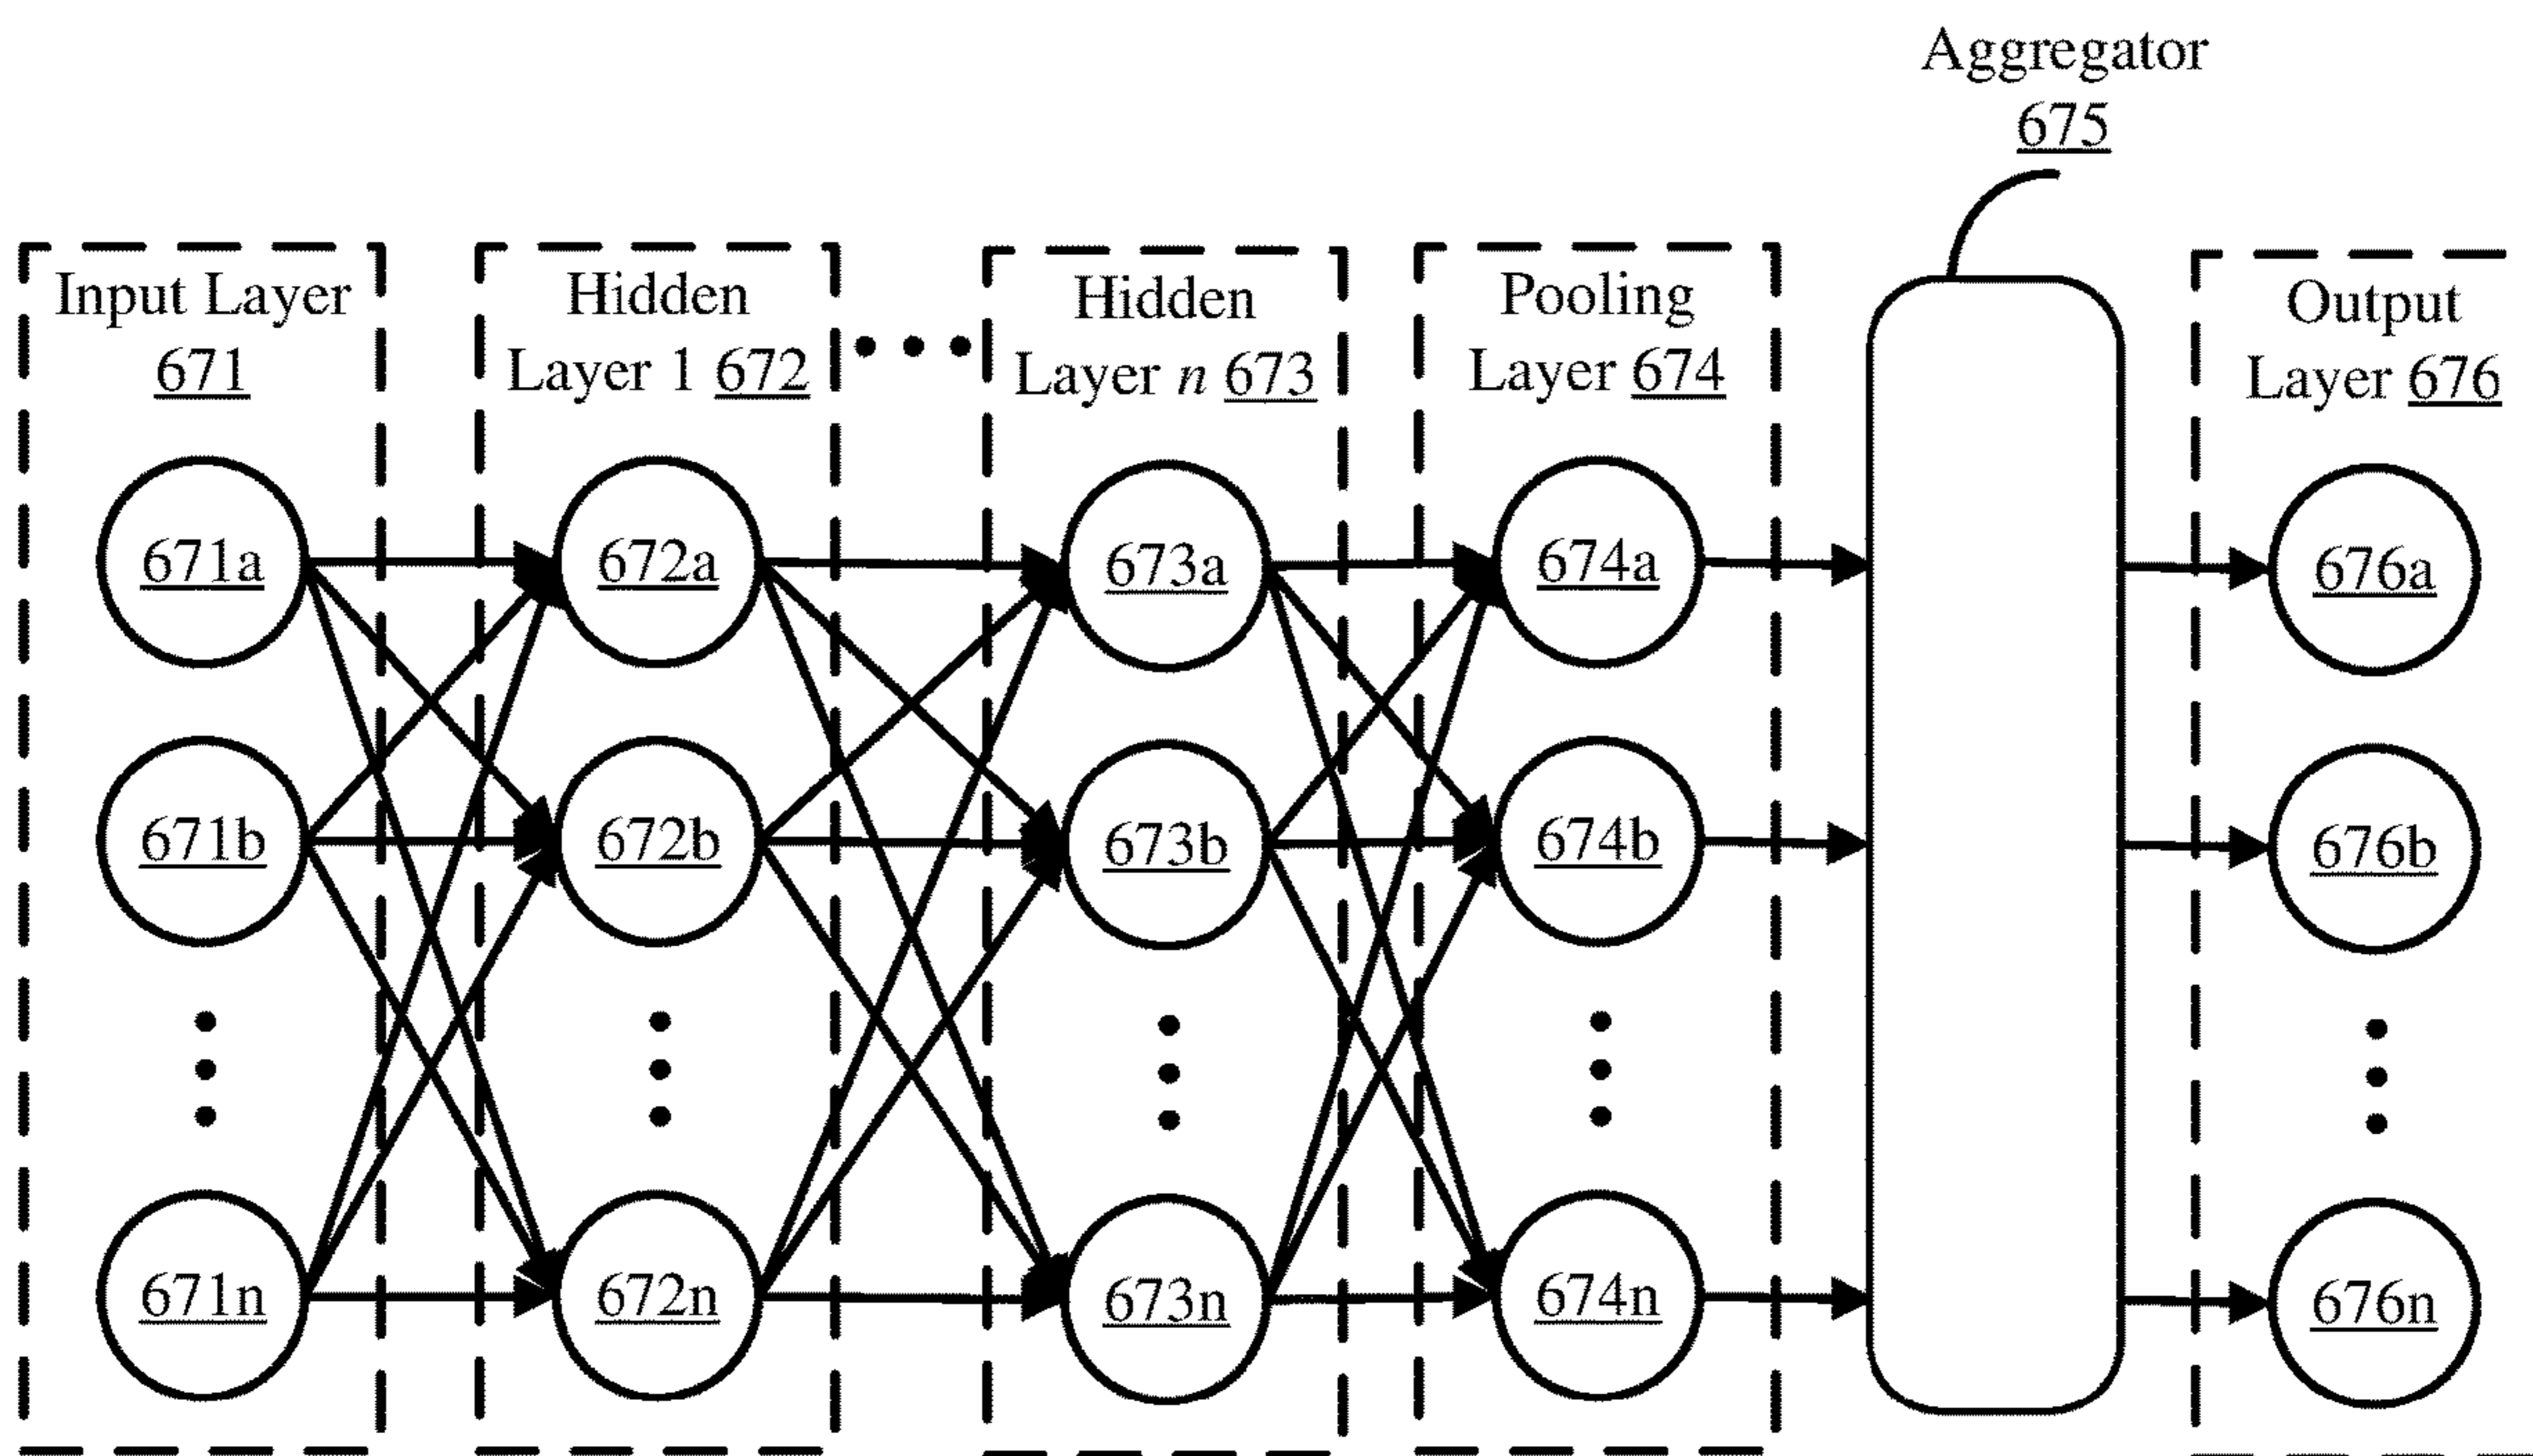 Aggregator
675
Input Layer
671
Hidden
Layer 1 672
Hidden
Layer n 673
Pooling
Layer 674
Output
Layer 676
671a
672a
673a
674a
676a
671b
672b
673b
674b
676b
671n
672n
673n
674n
676n